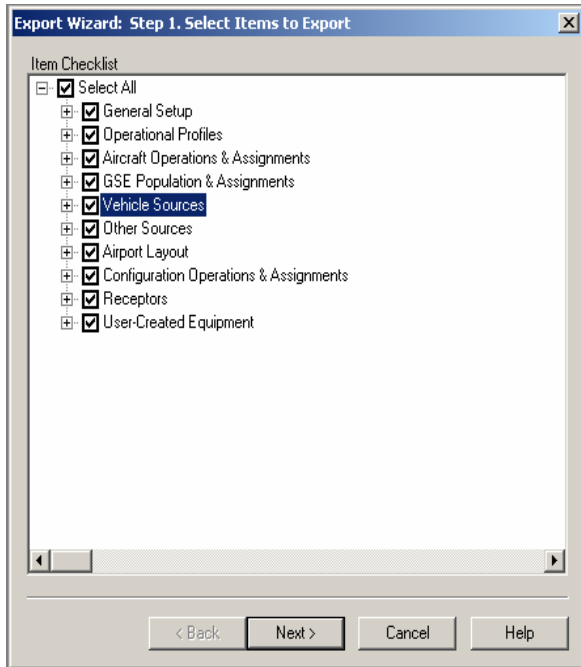 Export Wizard: Step 1. Select Items to Export
Item Checklist
Select All
General Setup
Operational Profiles
Aircraft Operations & Assignments
GSE Population & Assignments
Vehicle Sources
Other Sources
Airport Layout
Configuration Operations & Assignments
Receptors
User-Created Equipment
< Back Next > Cancel Help